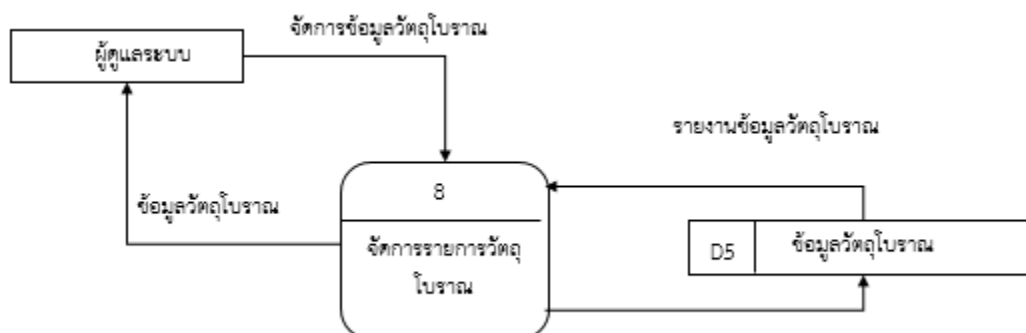 จัดการข้อมูลวัตถุโบราณ
ผู้ดูแลระบบ
รายงานข้อมูลวัตถุโบราณ
8
ข้อมูลวัตถุโบราณ
จัดการรายการวัตถุ
โบราณ
D5 ข้อมูลวัตถุโบราณ